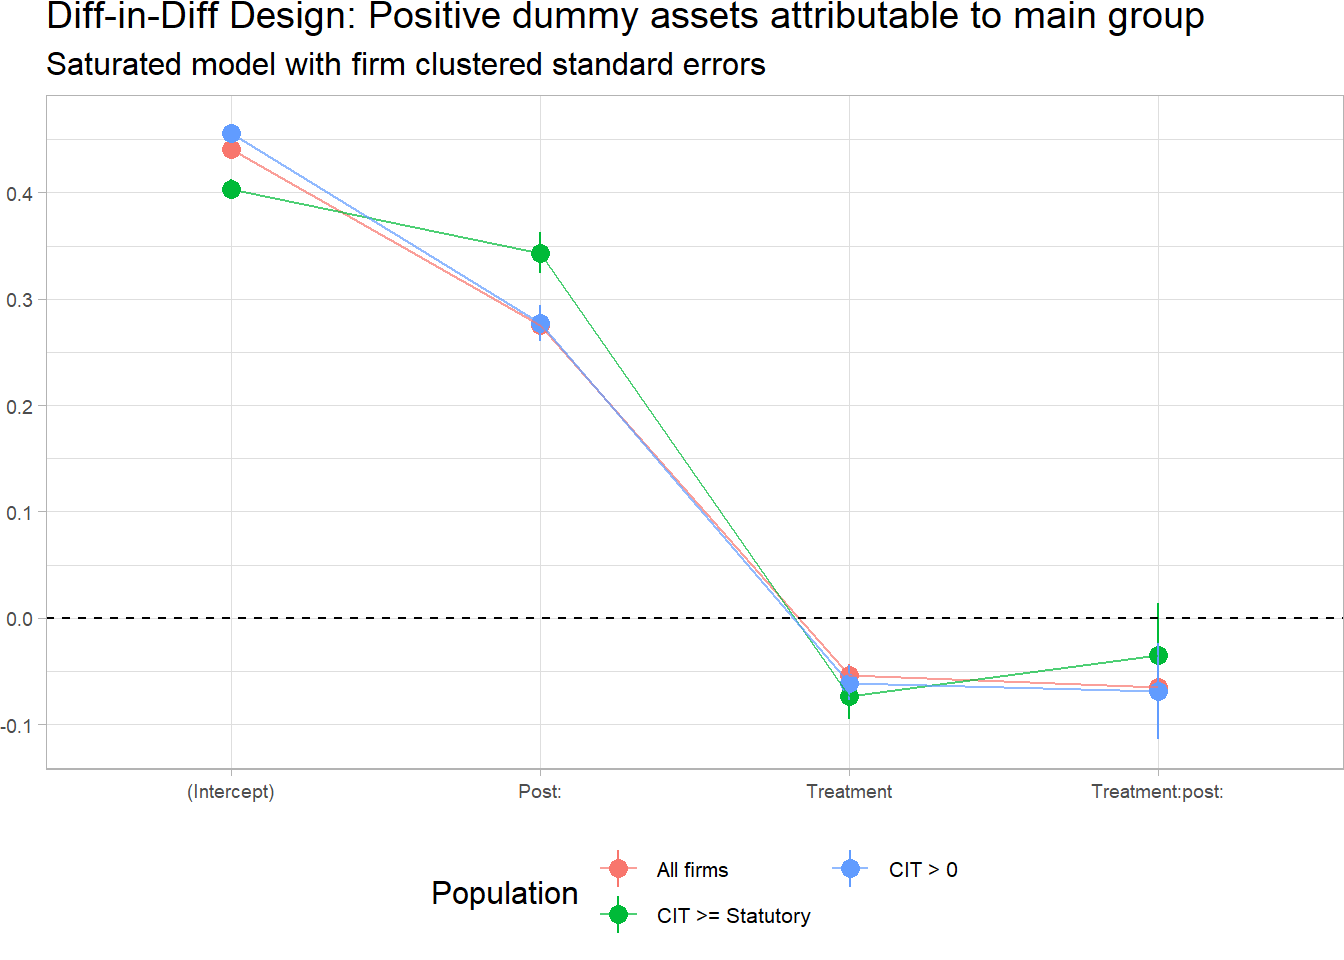 Diff-in-Diff Design: Positive dummy assets attributable to main group
Saturated model with firm clustered standard errors
0.4
0.3
0.2
0.1
0.0
-0.1
(Intercept) Post: Treatment Treatment:post:
Population
All firms CIT > 0
CIT >= Statutory